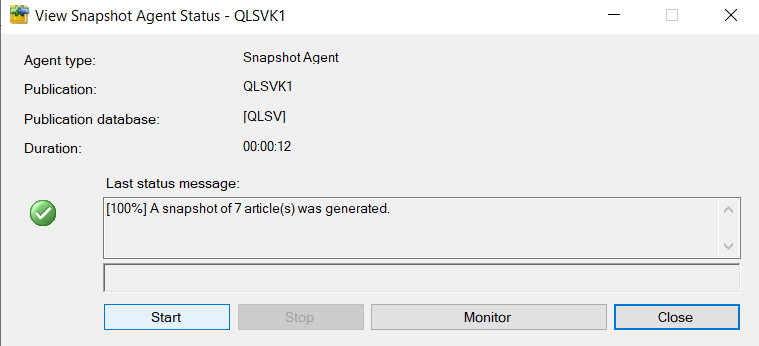 View Snapshot Agent Status - QLSVK1
Agent type: Snapshot Agent
Publication: QLSVK1
Publication database: [QLSV]
Duration: 00:00:12
Last status message:
[100%] A snapshot of 7 article(s) was generated.
Start Stop Monitor Close